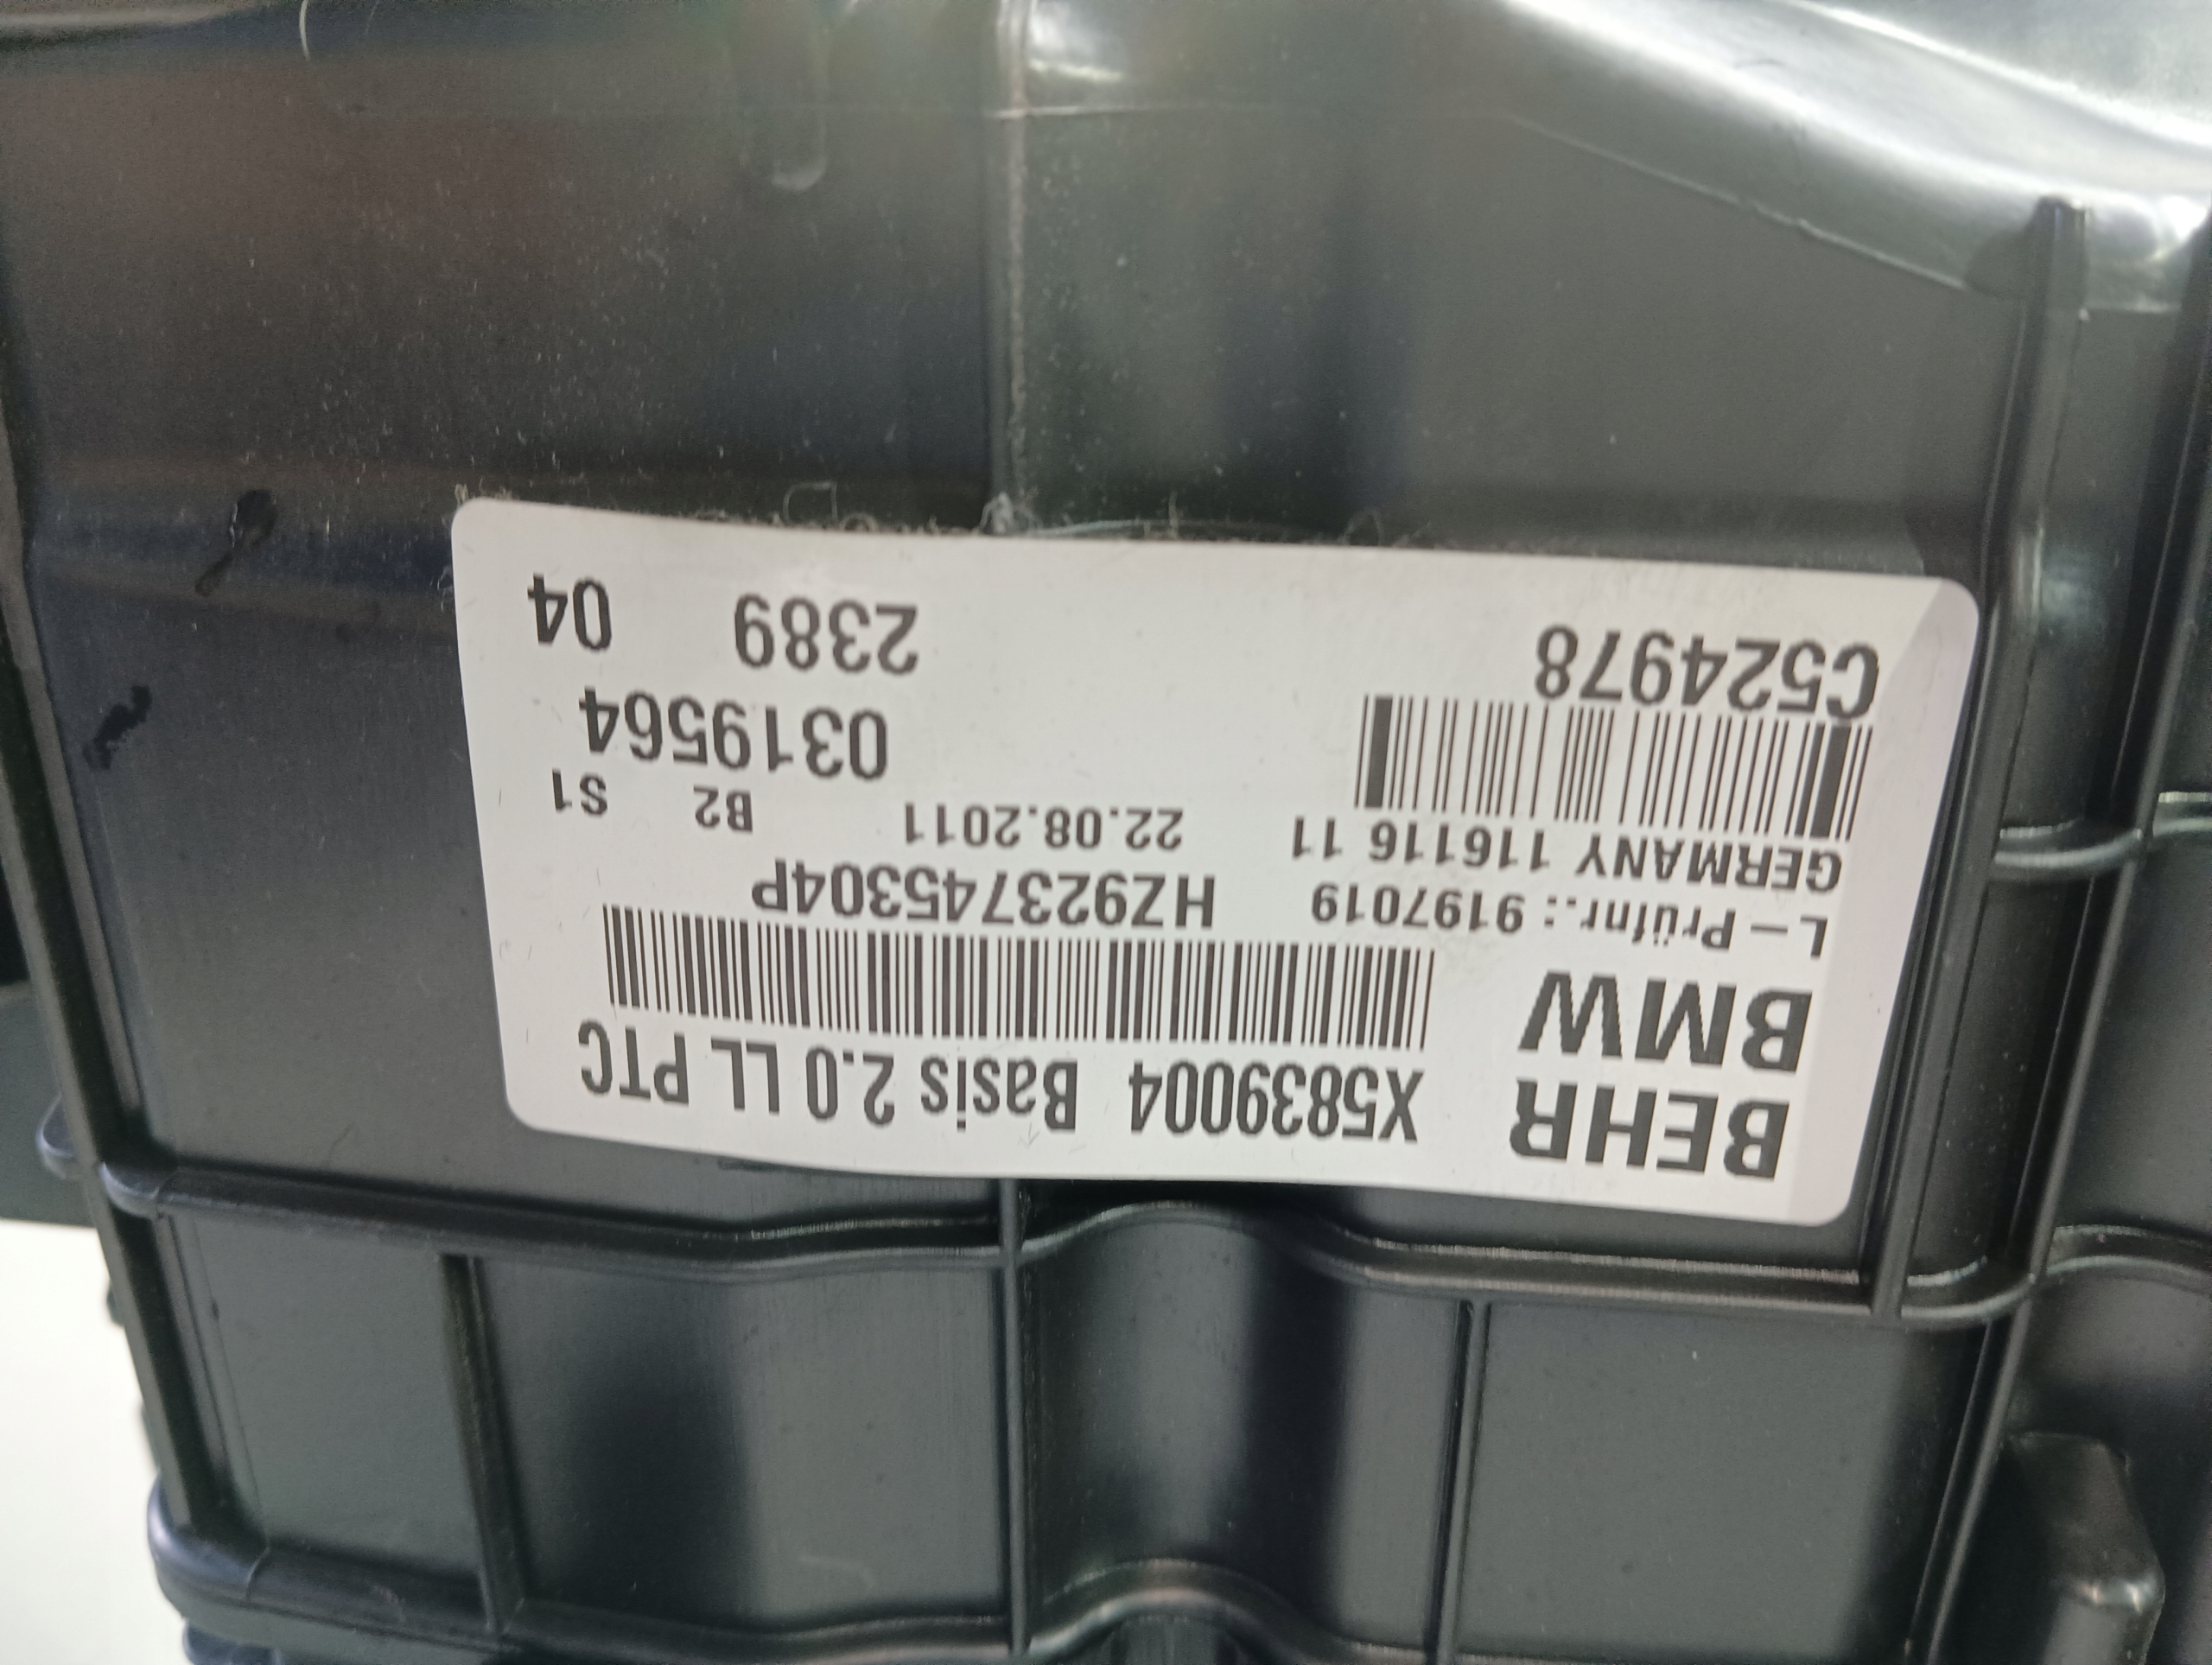 BEHR X5839004 Basis 2.0 LL PTC
BMW
L-Prüfnr.: 9197019 HZ923745304P
GERMANY 116116 11 22.08.2011 B2 S1
0319564
C524978 2389 04